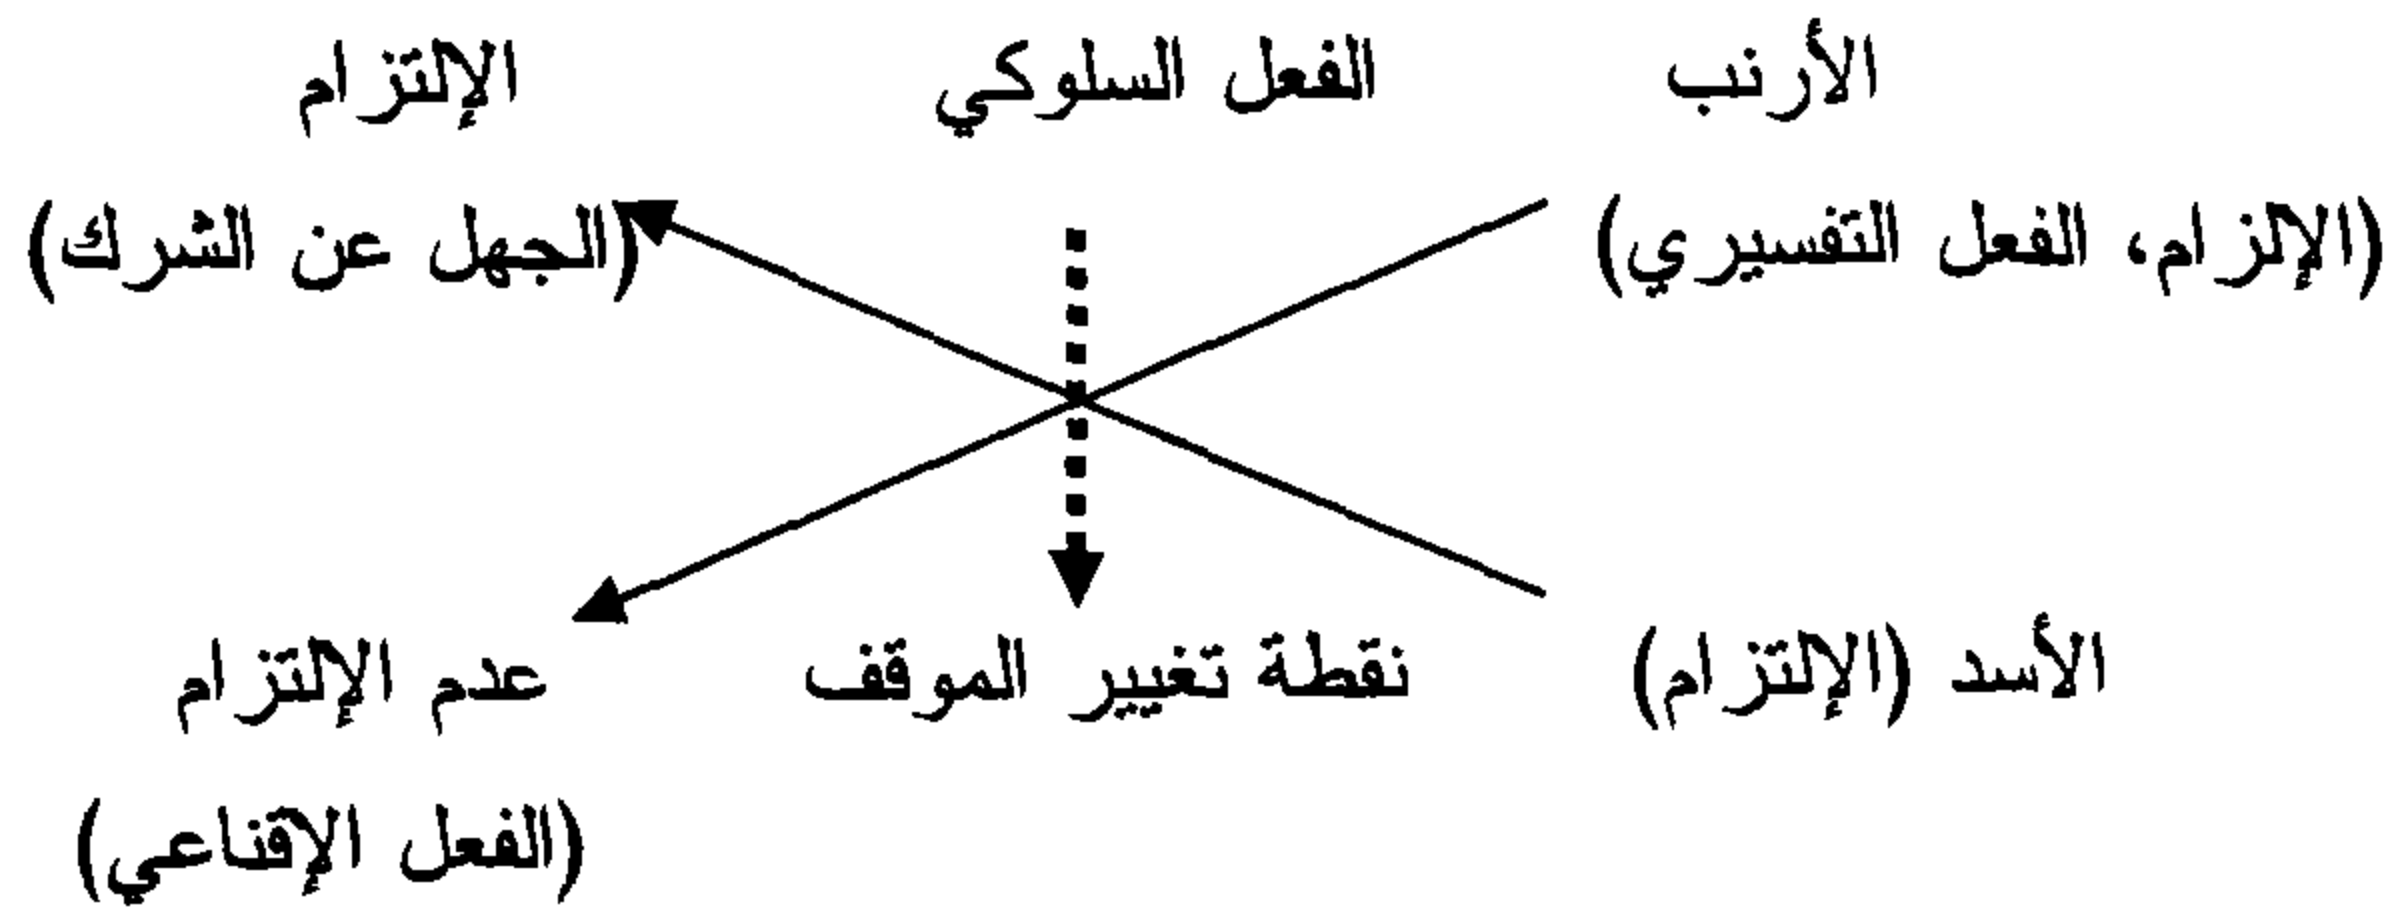 الأرنب الفعل السلوكي الإلتزام
(الإلزام، الفعل التفسيري) (الجهل عن الشرك)
الأسد (الإلتزام) نقطة تغيير الموقف عدم الإلتزام
(الفعل الإقناعي)